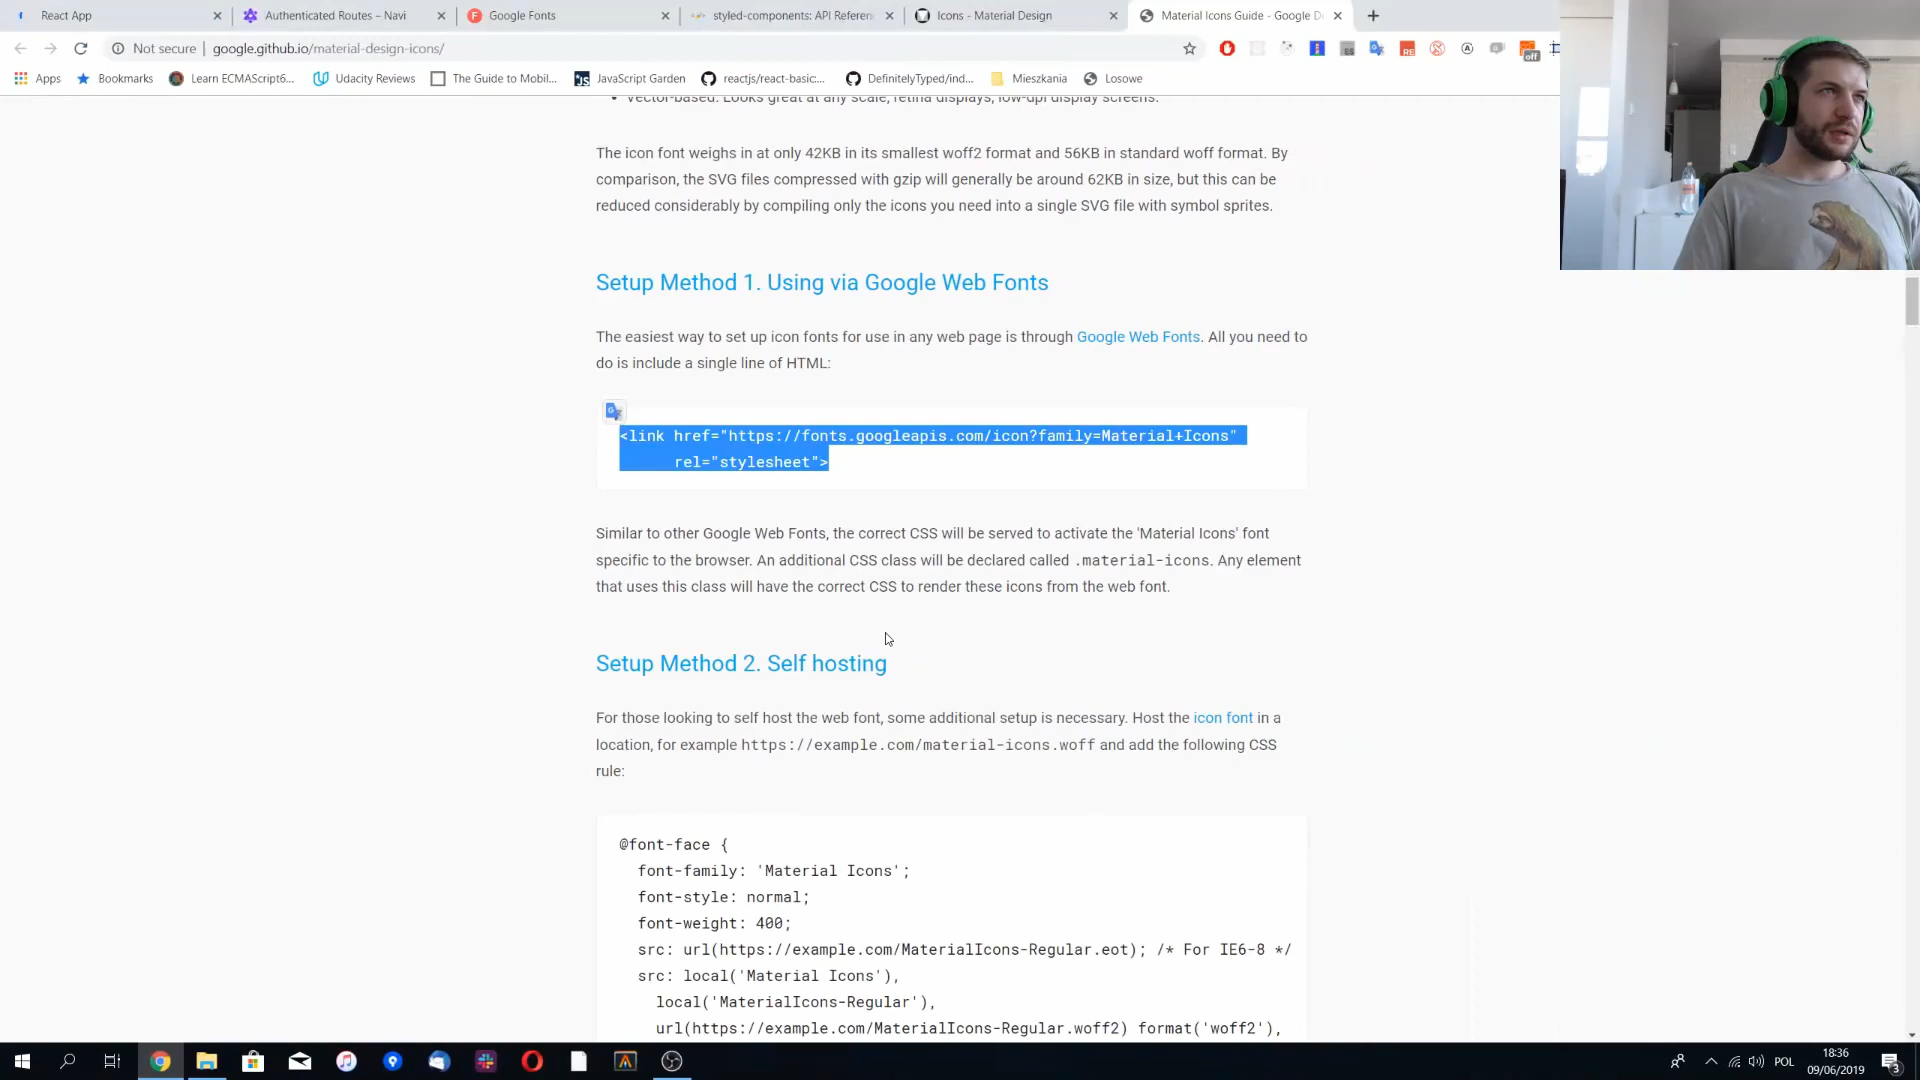 React App
Authenticated Routes – Navi
Google Fonts
styled-components: API Referen
Icons - Material Design
Material Icons Guide - Google D
Not secure | google.github.io/material-design-icons/
Apps
Bookmarks
Learn ECMAScript6...
Udacity Reviews
The Guide to Mobil...
JavaScript Garden
reactjs/react-basic:...
DefinitelyTyped/ind...
Mieszkania
Losowe
Vector-based: Looks great at any scale, retina displays, low-dpi display screens.
The icon font weighs in at only 42KB in its smallest woff2 format and 56KB in standard woff format. By
comparison, the SVG files compressed with gzip will generally be around 62KB in size, but this can be
reduced considerably by compiling only the icons you need into a single SVG file with symbol sprites.
Setup Method 1. Using via Google Web Fonts
The easiest way to set up icon fonts for use in any web page is through Google Web Fonts. All you need to
do is include a single line of HTML:
<link href="https://fonts.googleapis.com/icon?family=Material+Icons"
rel="stylesheet">
Similar to other Google Web Fonts, the correct CSS will be served to activate the 'Material Icons' font
specific to the browser. An additional CSS class will be declared called .material-icons. Any element
that uses this class will have the correct CSS to render these icons from the web font.
Setup Method 2. Self hosting
For those looking to self host the web font, some additional setup is necessary. Host the icon font in a
location, for example https://example.com/material-icons.woff and add the following CSS
rule:
@font-face {
font-family: 'Material Icons';
font-style: normal;
font-weight: 400;
src: url(https://example.com/MaterialIcons-Regular.eot); /* For IE6-8 */
src: local('Material Icons'),
local('MaterialIcons-Regular'),
url(https://example.com/MaterialIcons-Regular.woff2) format('woff2'),
POL
18:36
09/06/2019
3